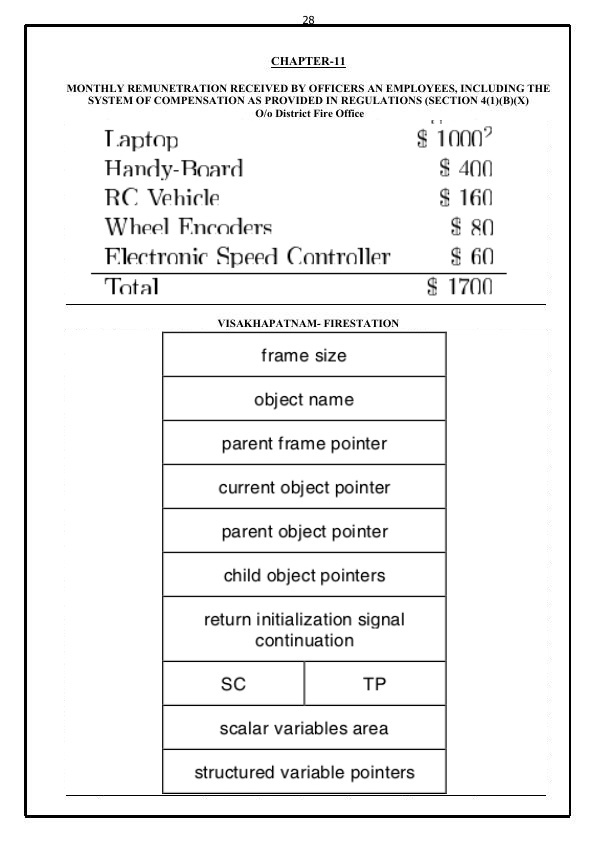 28
CHAPTER-11
MONTHLY REMUNETRATION RECEIVED BY OFFICERS AN EMPLOYEES, INCLUDING THE
SYSTEM OF COMPENSATION AS PROVIDED IN REGULATIONS (SECTION 4(1)(B)(X)
O/o District Fire Office
Laptop $ 1000²
Handy-Board $ 400
RC Vehicle $ 160
Wheel Encoders $ 80
Electronic Speed Controller $ 60
Total $ 1700
VISAKHAPATNAM- FIRESTATION
frame size
object name
parent frame pointer
current object pointer
parent object pointer
child object pointers
return initialization signal
continuation
SC TP
scalar variables area
structured variable pointers